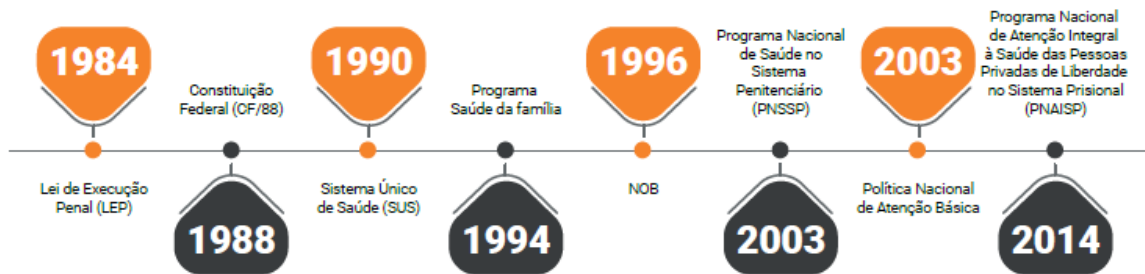 1984
Lei de Execução
Penal (LEP)
Constituição
Federal (CF/88)
1988
1990
Sistema Único
de Saúde (SUS)
Programa
Saúde da família
1994
1996
NOB
Programa Nacional
de Saúde no
Sistema
Penitenciário
(PNSSP)
2003
2003
Política Nacional
de Atenção Básica
Programa Nacional
de Atenção Integral
à Saúde das Pessoas
Privadas de Liberdade
no Sistema Prisional
(PNAISP)
2014